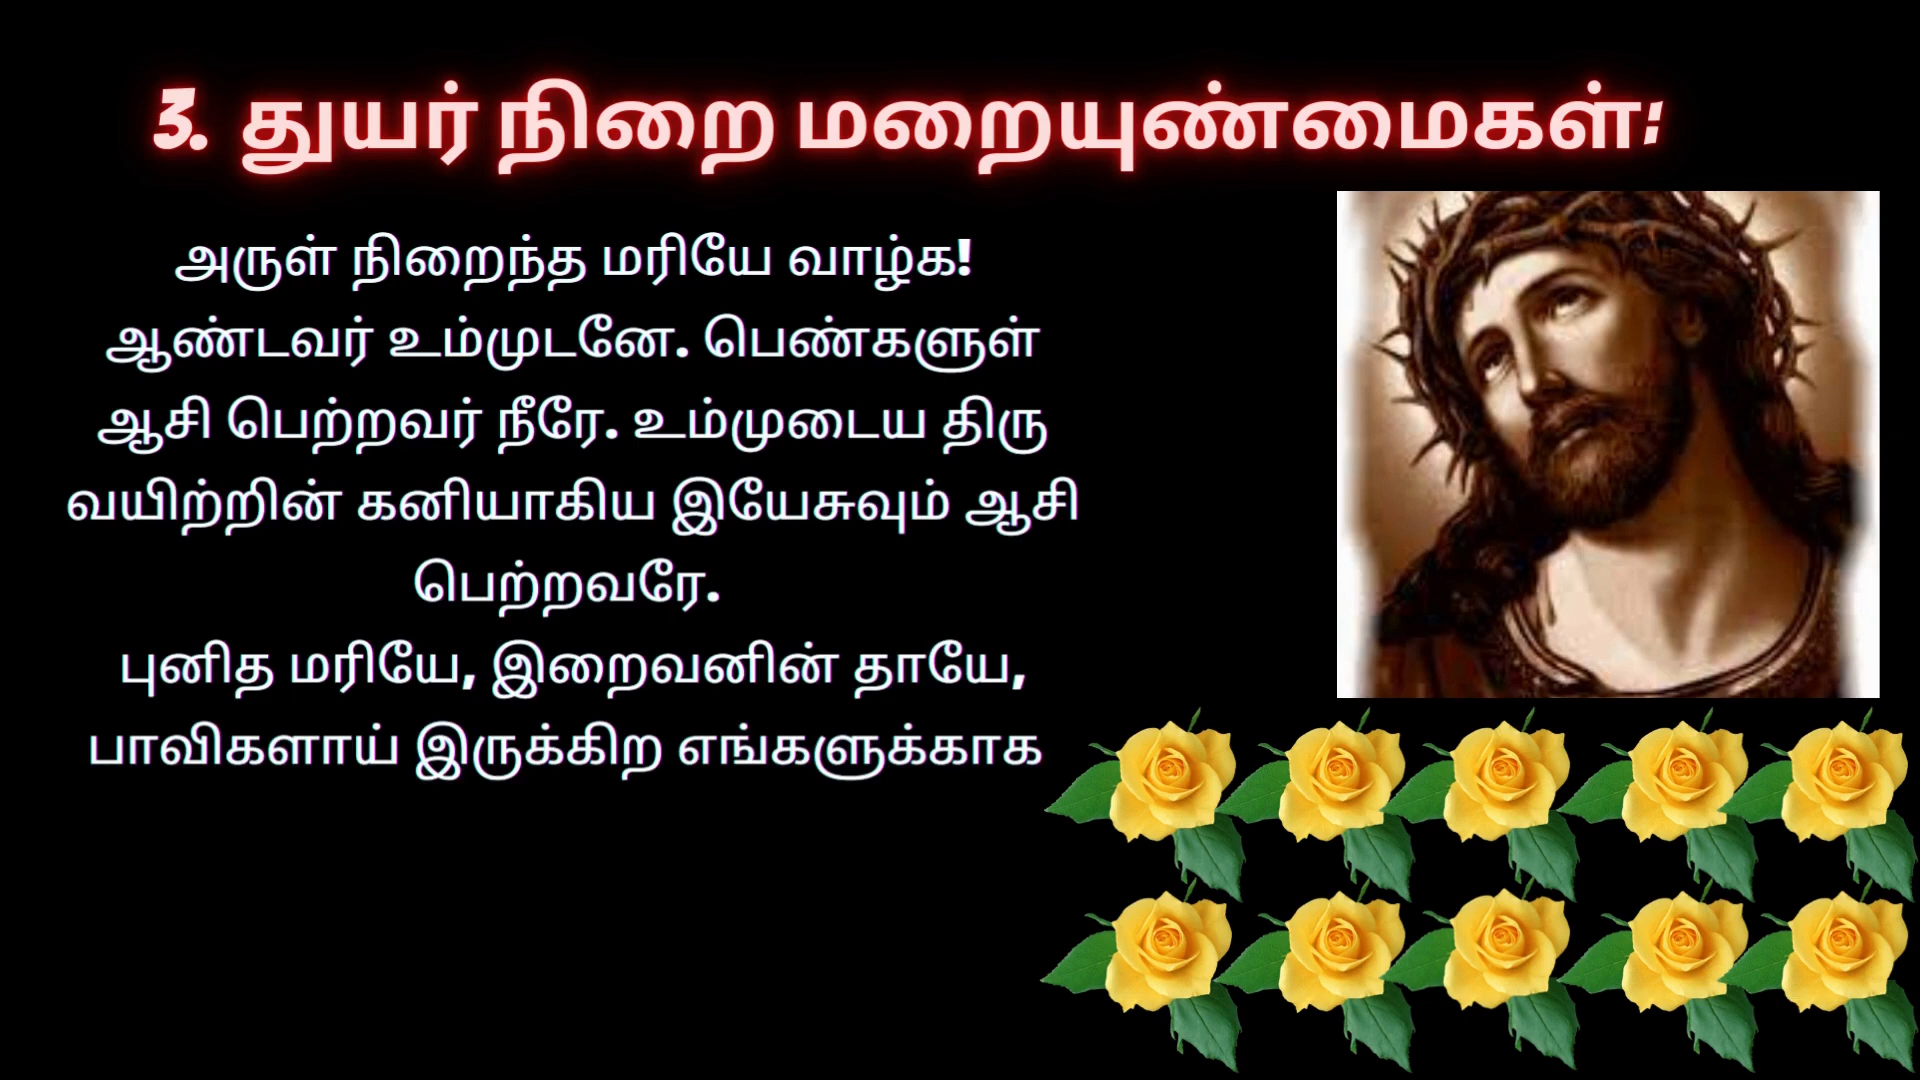 3. துயர் நிறை மறையுண்மைகள்:
அருள் நிறைந்த மரியே வாழ்க!
ஆண்டவர் உம்முடனே. பெண்களுள்
ஆசி பெற்றவர் நீரே. உம்முடைய திரு
வயிற்றின் கனியாகிய இயேசுவும் ஆசி
பெற்றவரே.
புனித மரியே, இறைவனின் தாயே,
பாவிகளாய் இருக்கிற எங்களுக்காக